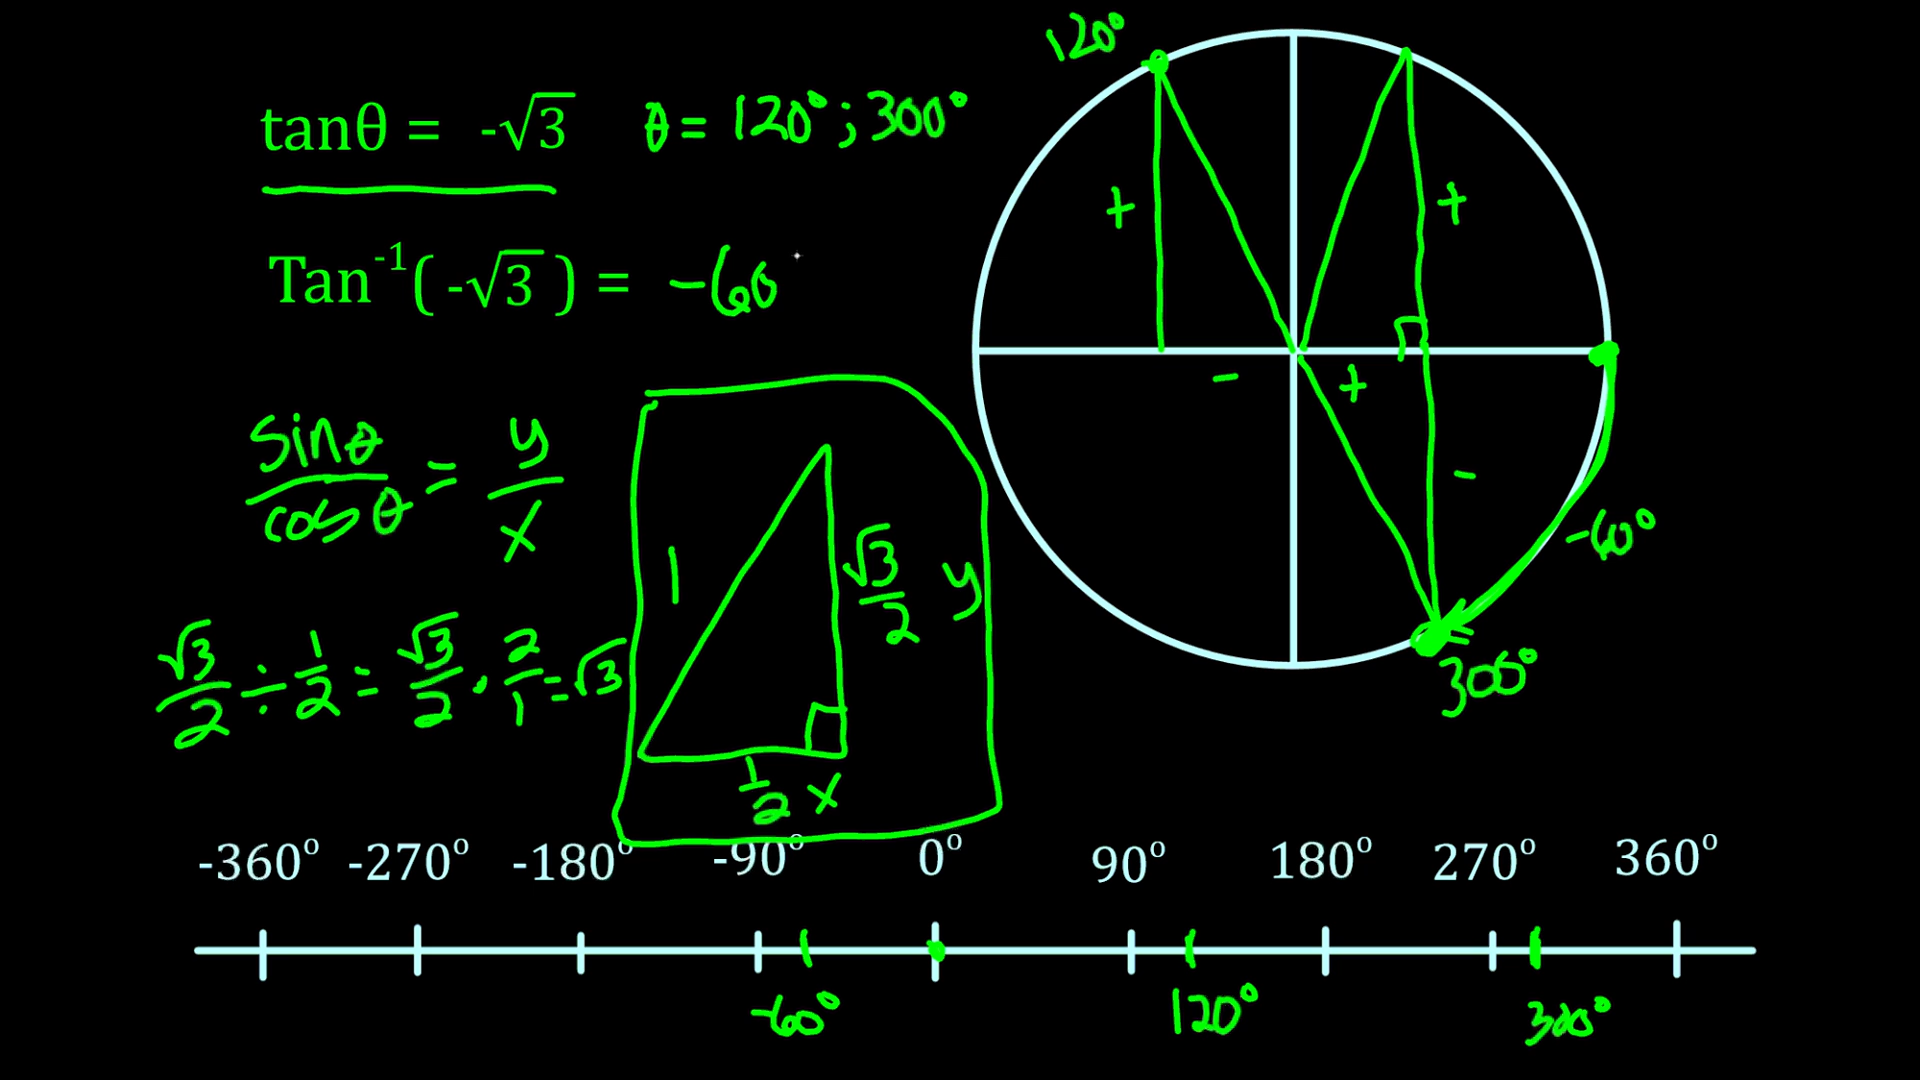 120°
tanθ = -√3 θ = 120° ; 300°
+ +
Tan⁻¹(-√3) = -60
- +
sinθ/cosθ = y/x
-
1 √3/2 y
-60°
√3/2 ÷ 1/2 = √3/2 · 2/1 = √3
300°
1/2 x
-360° -270° -180° -90° 0° 90° 180° 270° 360°
-60° 120° 300°